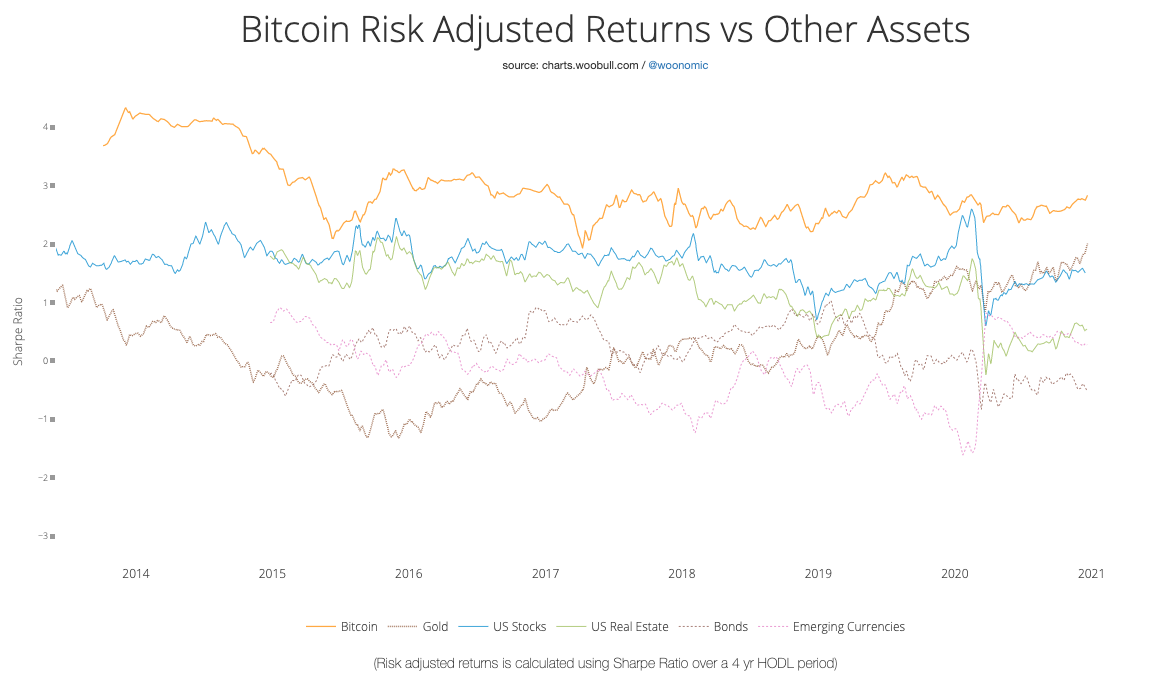 Bitcoin Risk Adjusted Returns vs Other Assets
source: charts.woobull.com / @woonomic
4
3
2
1
0
−1
−2
−3
Sharpe Ratio
2014 2015 2016 2017 2018 2019 2020 2021
Bitcoin Gold US Stocks US Real Estate Bonds Emerging Currencies
(Risk adjusted returns is calculated using Sharpe Ratio over a 4 yr HODL period)